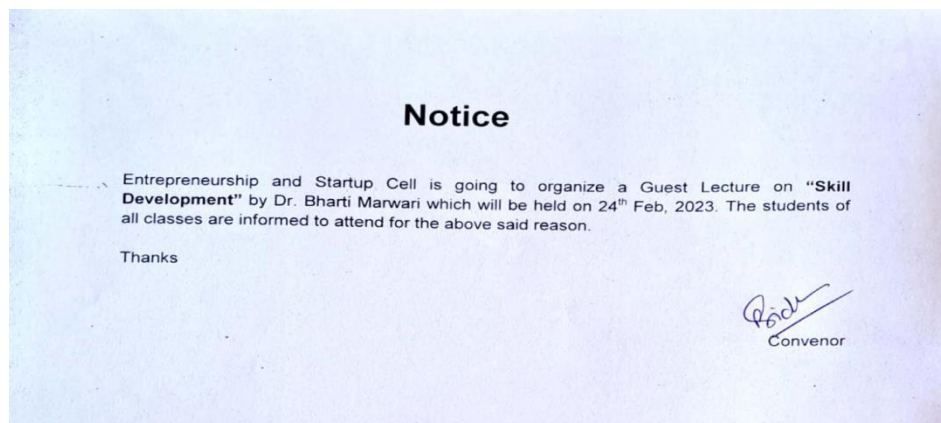 Notice
Entrepreneurship and Startup Cell is going to organize a Guest Lecture on “Skill
Development” by Dr. Bharti Marwari which will be held on 24th Feb, 2023. The students of
all classes are informed to attend for the above said reason.
Thanks
Convenor